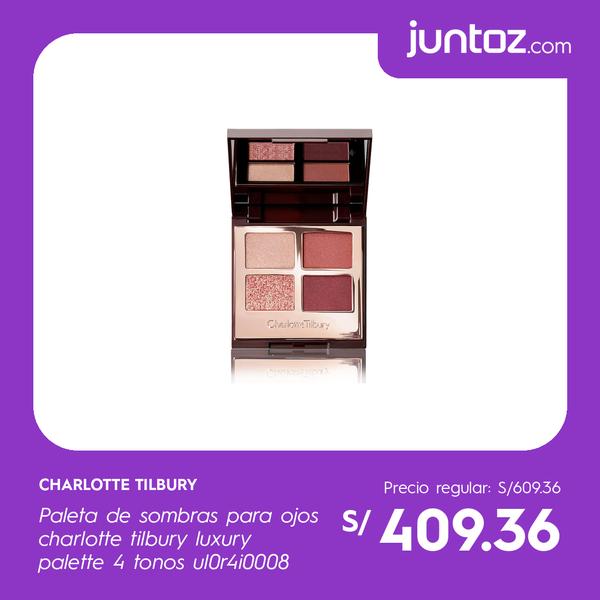 juntoz.com
CharlotteTilbury
CHARLOTTE TILBURY
Paleta de sombras para ojos
charlotte tilbury luxury
palette 4 tonos ul0r4i0008
Precio regular: S/609.36
S/ 409.36